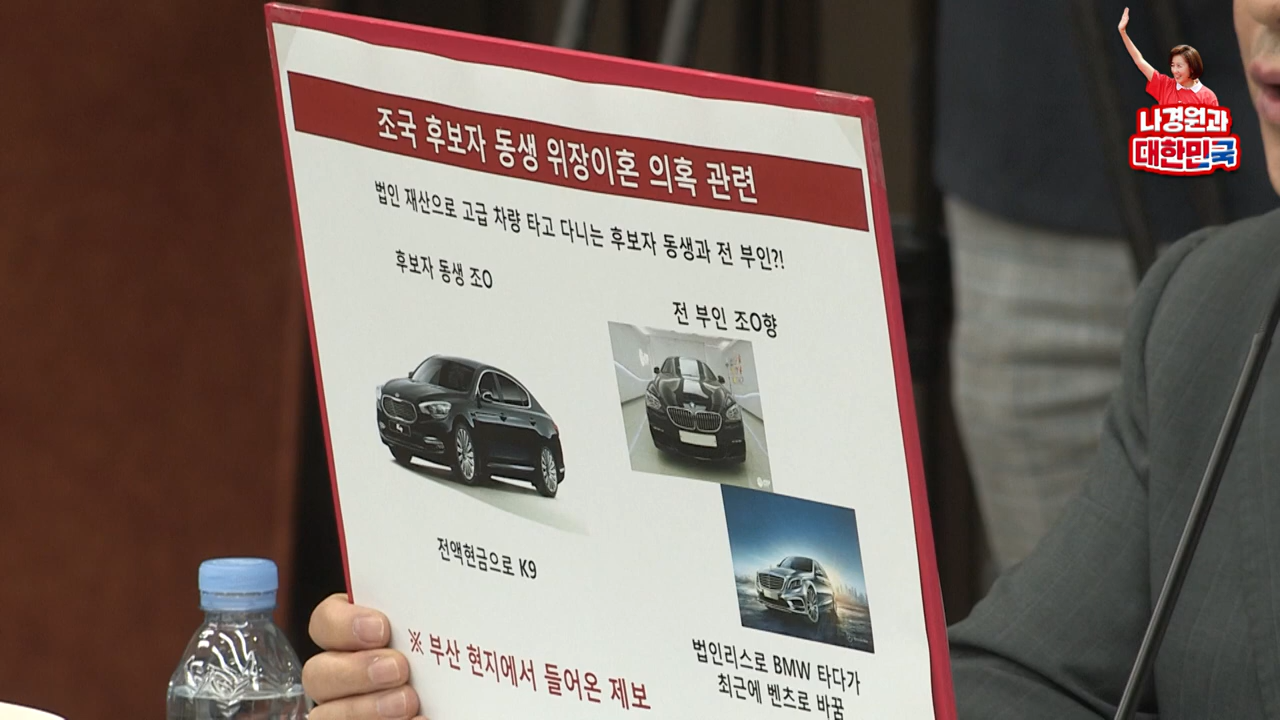 나경원과
대한민국
조국 후보자 동생 위장이혼 의혹 관련
법인 재산으로 고급 차량 타고 다니는 후보자 동생과 전 부인?!
후보자 동생 조O
전 부인 조O향
전액현금으로 K9
법인리스로 BMW 타다가
최근에 벤츠로 바꿈
※ 부산 현지에서 들어온 제보